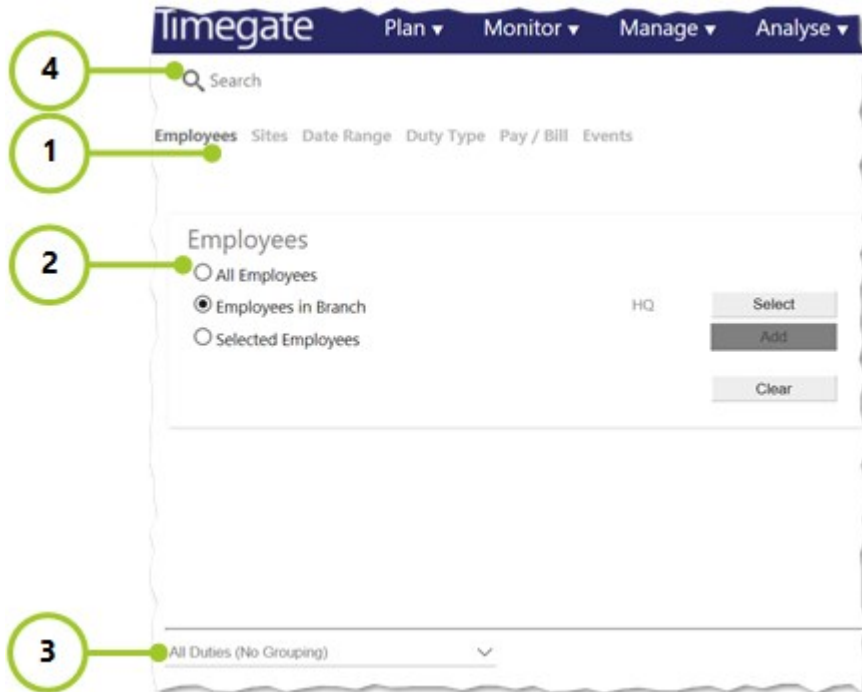 Timegate Plan ▾ Monitor ▾ Manage ▾ Analyse ▾
4
Search
Employees Sites Date Range Duty Type Pay / Bill Events
1
Employees
2
All Employees
Employees in Branch HQ Select
Selected Employees Add
Clear
3
All Duties (No Grouping)